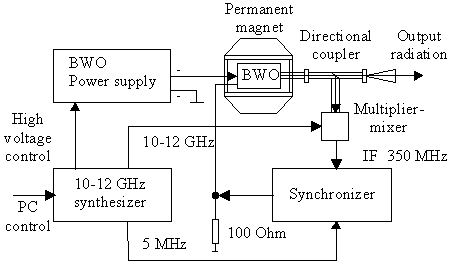 Permanent
magnet
Directional
coupler
Output
radiation
BWO
Power supply
-
-
BWO
High
voltage
control
10-12 GHz
Multiplier-
mixer
IF 350 MHz
10-12 GHz
synthesizer
PC
control
Synchronizer
100 Ohm
5 MHz